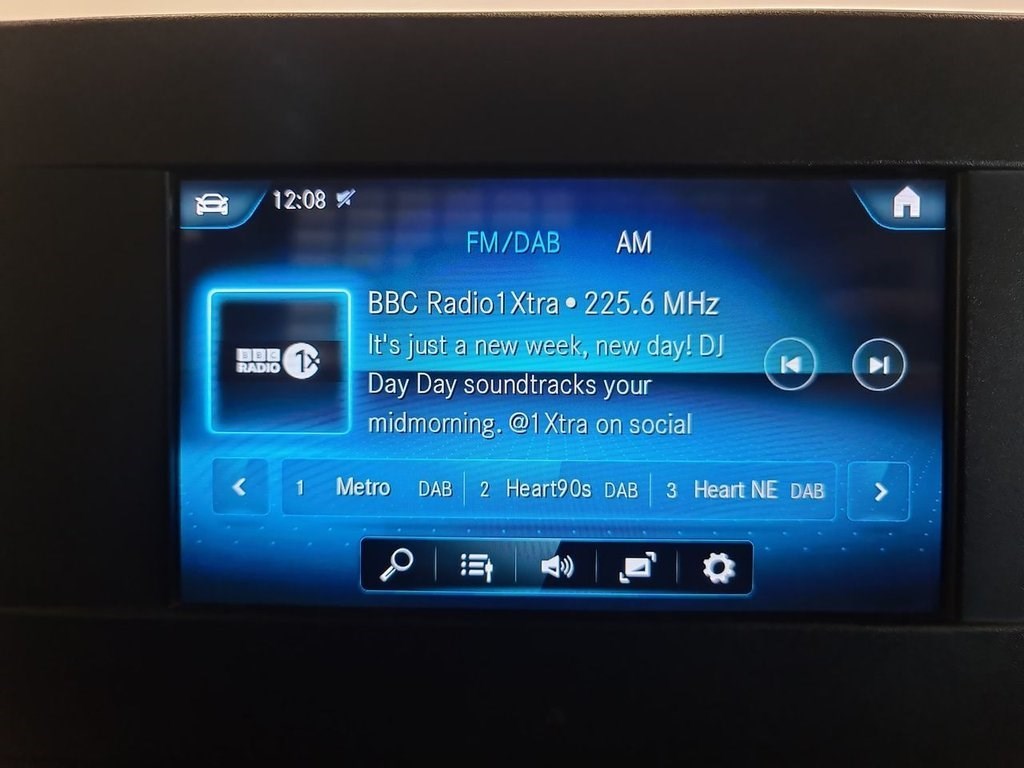 12:08
FM/DAB AM
BBC Radio1Xtra • 225.6 MHz
It's just a new week, new day! DJ
Day Day soundtracks your
midmorning. @1Xtra on social
BBC
RADIO 1x
1 Metro DAB 2 Heart90s DAB 3 Heart NE DAB